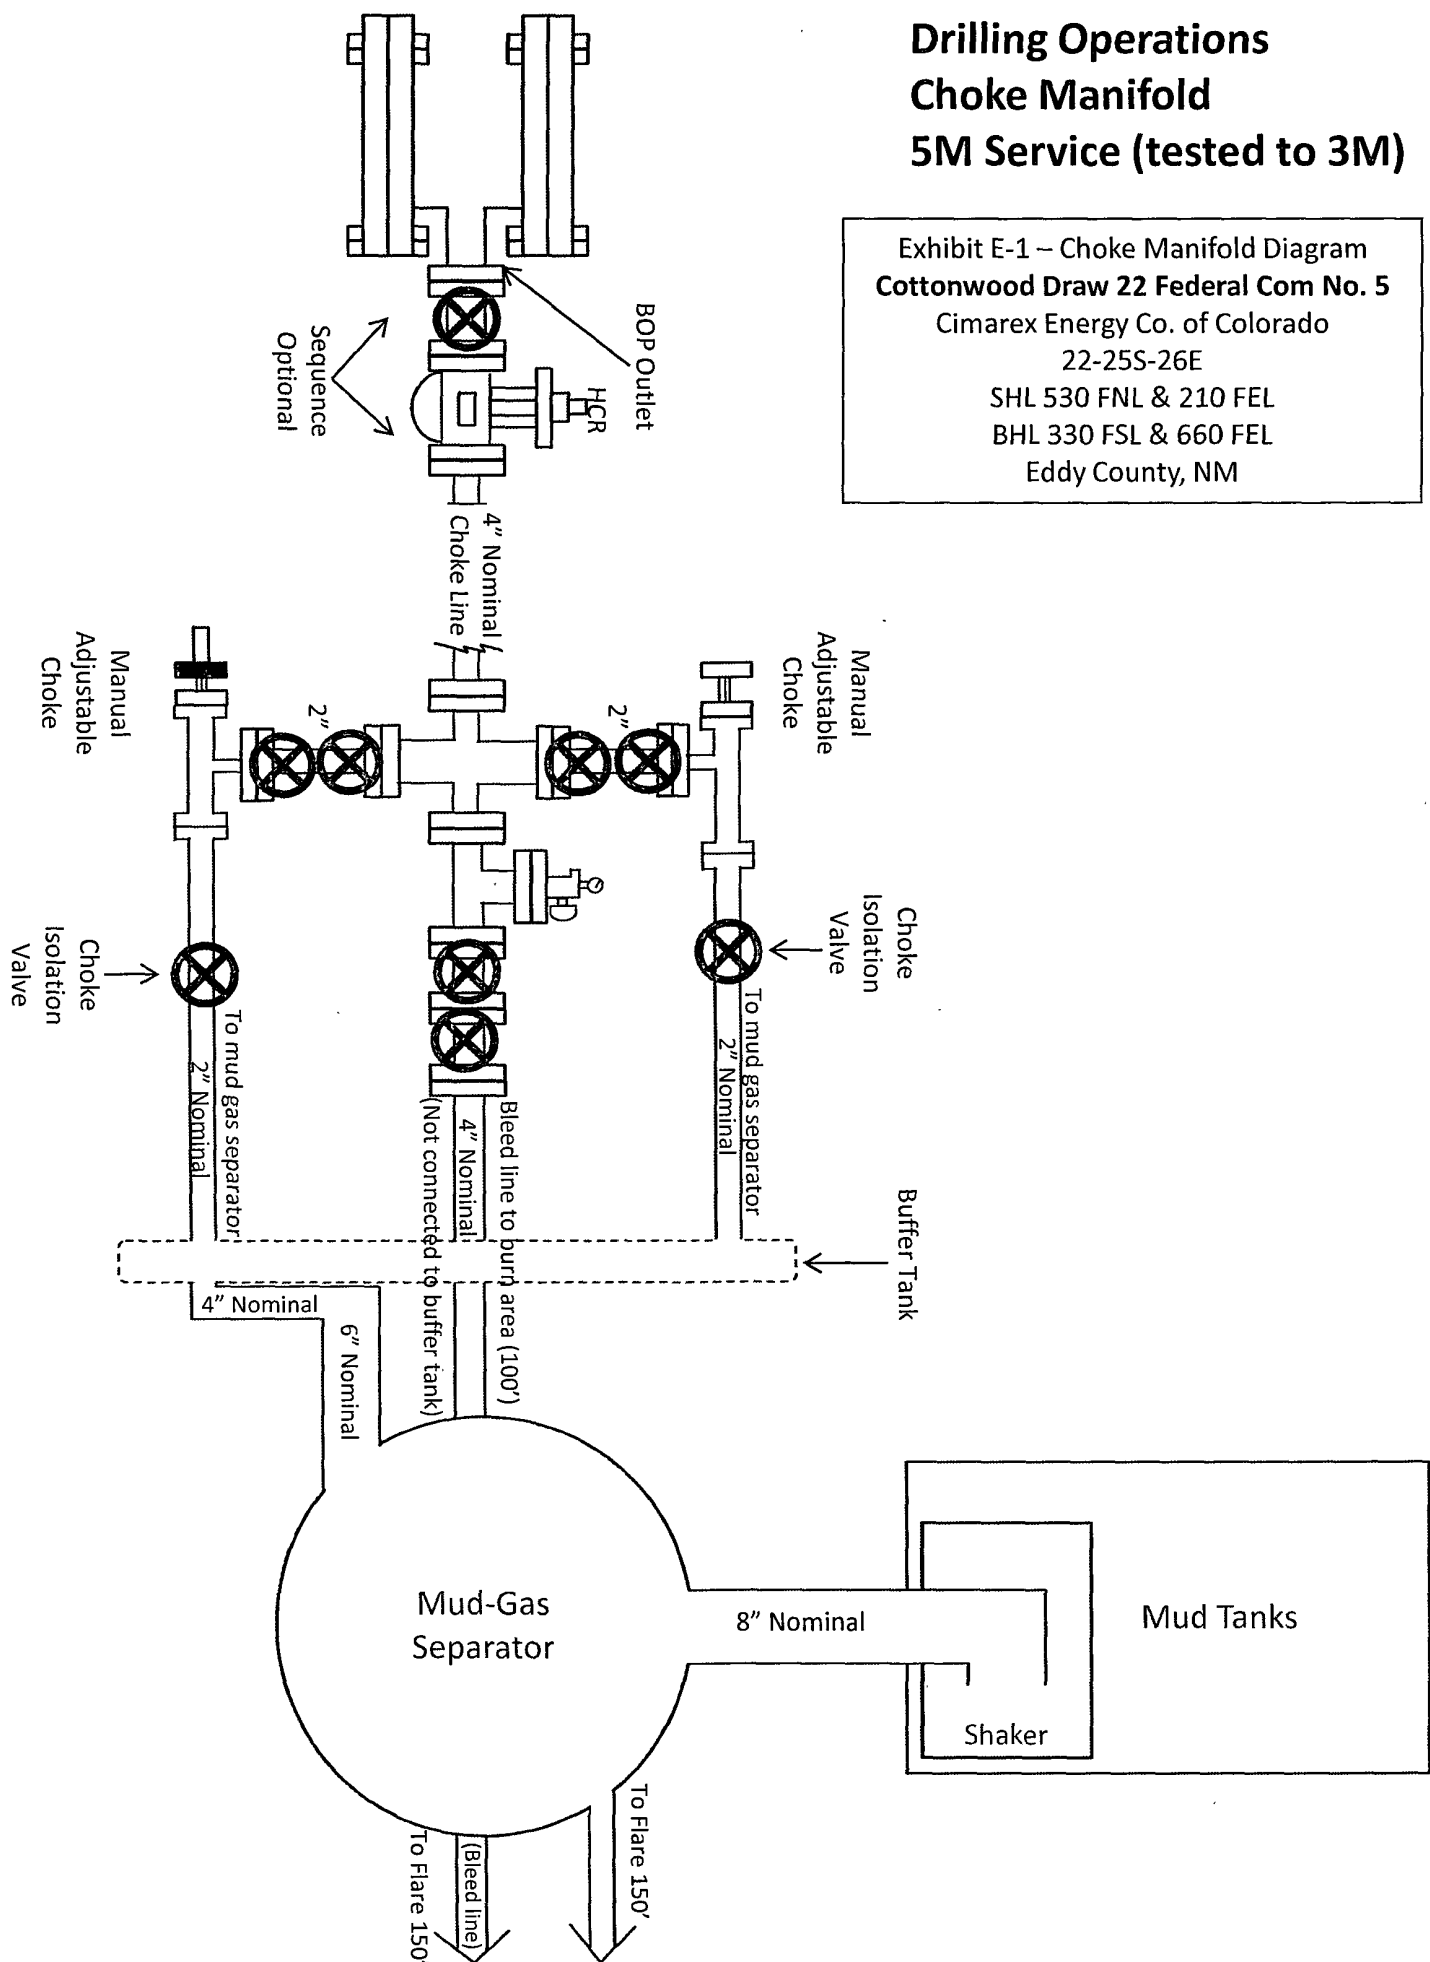 Drilling Operations
Choke Manifold
5M Service (tested to 3M)
Exhibit E-1 – Choke Manifold Diagram
Cottonwood Draw 22 Federal Com No. 5
Cimarex Energy Co. of Colorado
22-25S-26E
SHL 530 FNL & 210 FEL
BHL 330 FSL & 660 FEL
Eddy County, NM
BOP Outlet
HCR
Sequence
Optional
4” Nominal
Choke Line
Manual
Adjustable
Choke
2”
2”
Manual
Adjustable
Choke
Choke
Isolation
Valve
Choke
Isolation
Valve
To mud gas separator
2” Nominal
To mud gas separator
2” Nominal
Bleed line to burn area (100’)
4” Nominal
(Not connected to buffer tank)
Buffer Tank
4” Nominal
6” Nominal
Mud-Gas
Separator
8” Nominal
Mud Tanks
Shaker
To Flare 150’
(Bleed line)
To Flare 150’